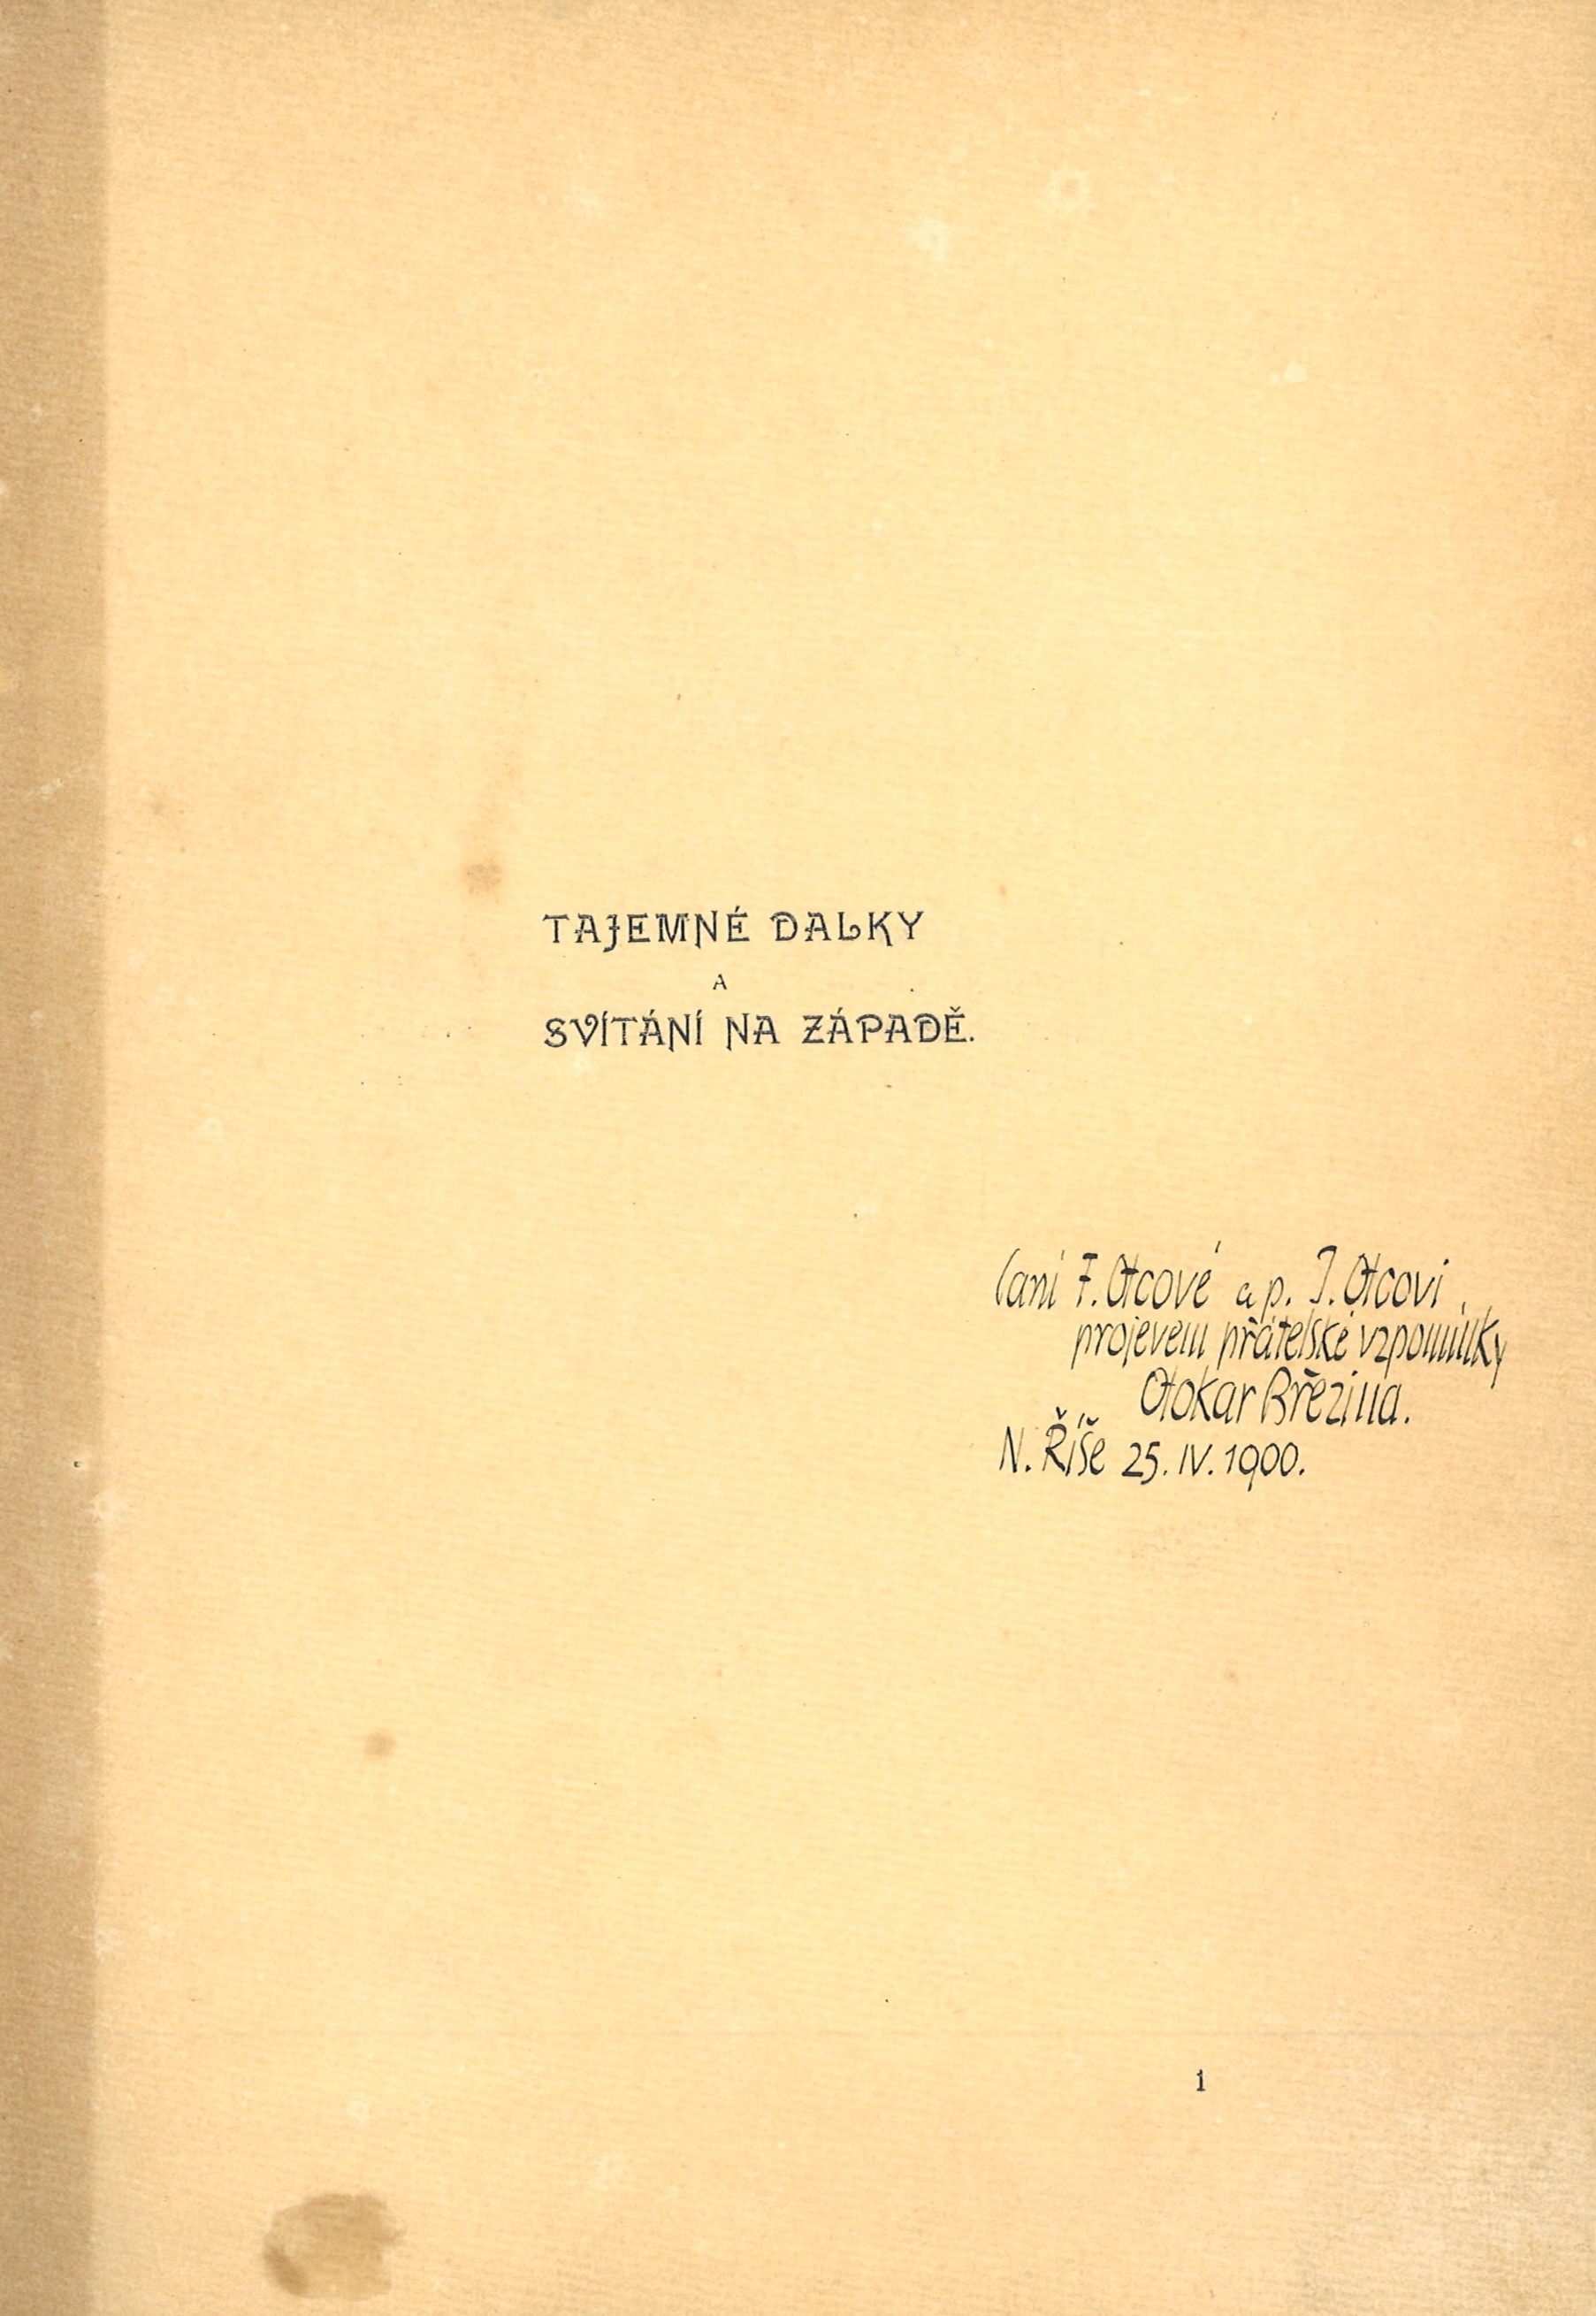 TAJEMNÉ DALKY
A
SVÍTÁNÍ NA ZÁPADĚ.
Paní F. Otcové a p. J. Otcovi
projevem přátelské vzpomínky
Otokar Březina.
N. Říše 25. IV. 1900.
1